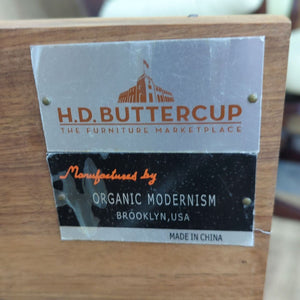 H.D. BUTTERCUP
THE FURNITURE MARKETPLACE
Manufactured by
ORGANIC MODERNISM
BROOKLYN, USA
MADE IN CHINA